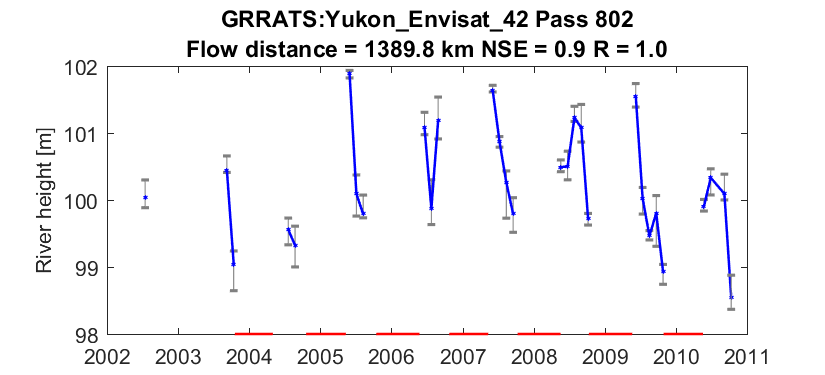 GRRATS:Yukon_Envisat_42 Pass 802
Flow distance = 1389.8 km NSE = 0.9 R = 1.0
River height [m]
102
101
100
99
98
2002 2003 2004 2005 2006 2007 2008 2009 2010 2011